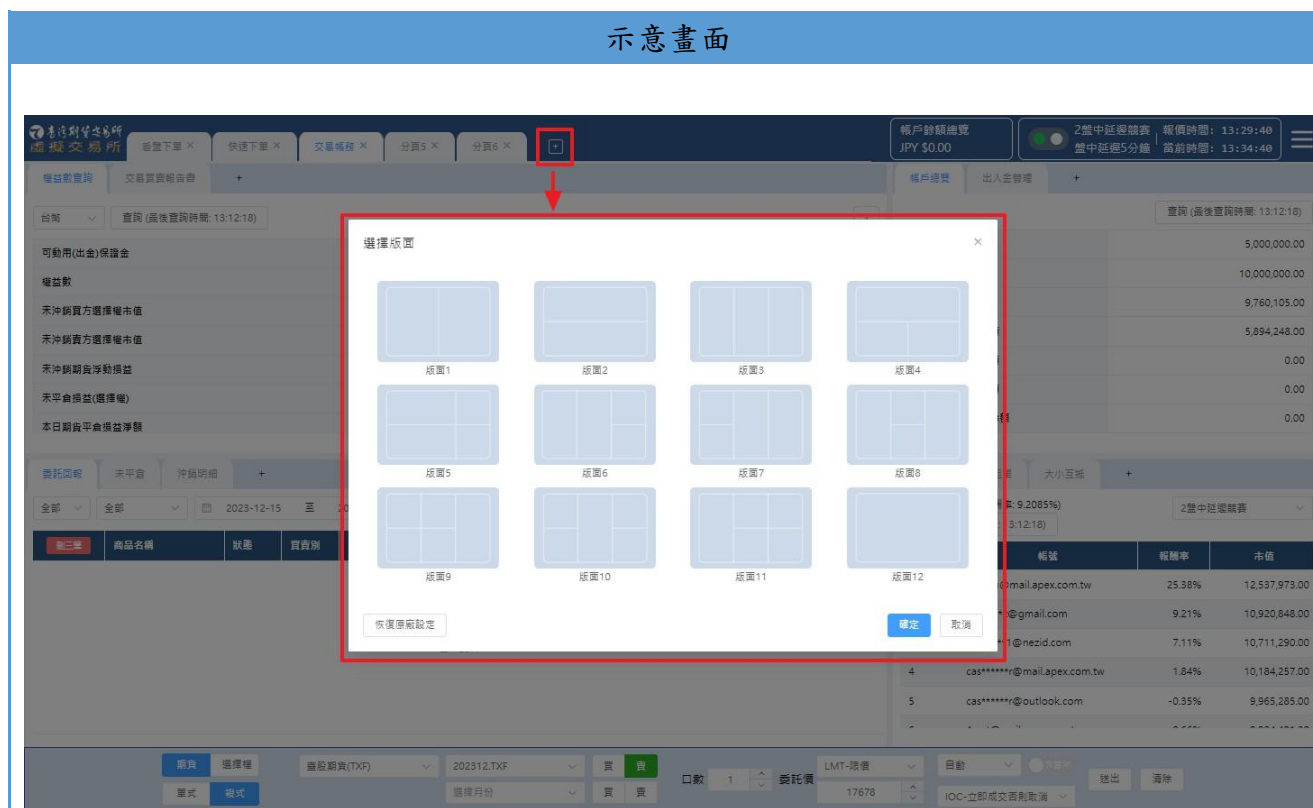 示意畫面
臺灣期貨交易所
虛擬交易所
看盤下單 ×
快速下單 ×
交易帳務 ×
分頁5 ×
分頁6 ×
+
帳戶餘額總覽
JPY $0.00
2盤中延遲競賽 報價時間: 13:29:40
盤中延遲5分鐘 當前時間: 13:34:40
權益數查詢 交易買賣報告書 +
帳戶總覽 出入金管理 +
台幣 查詢 (最後查詢時間: 13:12:18)
查詢 (最後查詢時間: 13:12:18)
可動用(出金)保證金
權益數
未沖銷買方選擇權市值
未沖銷賣方選擇權市值
未沖銷期貨浮動損益
未平倉損益(選擇權)
本日期貨平倉損益淨額
5,000,000.00
10,000,000.00
9,760,105.00
5,894,248.00
0.00
0.00
0.00
選擇版面 ×
版面1 版面2 版面3 版面4
版面5 版面6 版面7 版面8
版面9 版面10 版面11 版面12
恢復原廠設定 確定 取消
委託回報 未平倉 沖銷明細 +
大小互抵 +
全部 全部 2023-12-15 至 20
: 9.2085%)
2盤中延遲競賽
3:12:18)
刪三單 商品名稱 狀態 買賣別
帳號 報酬率 市值
@mail.apex.com.tw 25.38% 12,537,973.00
@gmail.com 9.21% 10,920,848.00
1@nezid.com 7.11% 10,711,290.00
4 cas******r@mail.apex.com.tw 1.84% 10,184,257.00
5 cas******r@outlook.com -0.35% 9,965,285.00
期貨 選擇權 臺股期貨(TXF) 202312.TXF 買 賣 口數 1 委託價 LMT-限價 自動 送出 清除
單式 複式 選擇月份 買 賣 17678 IOC-立即成交否則取消